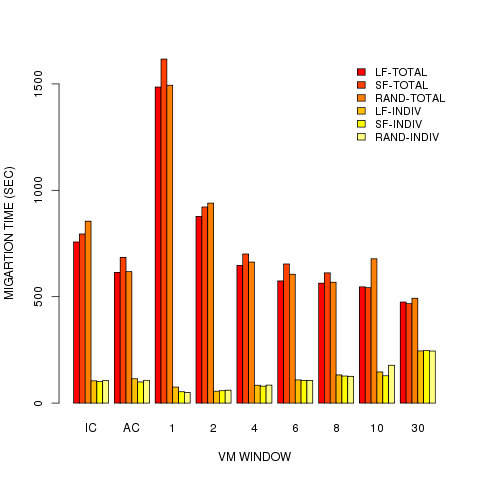 LF-TOTAL
SF-TOTAL
RAND-TOTAL
LF-INDIV
SF-INDIV
RAND-INDIV
MIGARTION TIME (SEC)
1500
1000
500
0
IC AC 1 2 4 6 8 10 30
VM WINDOW